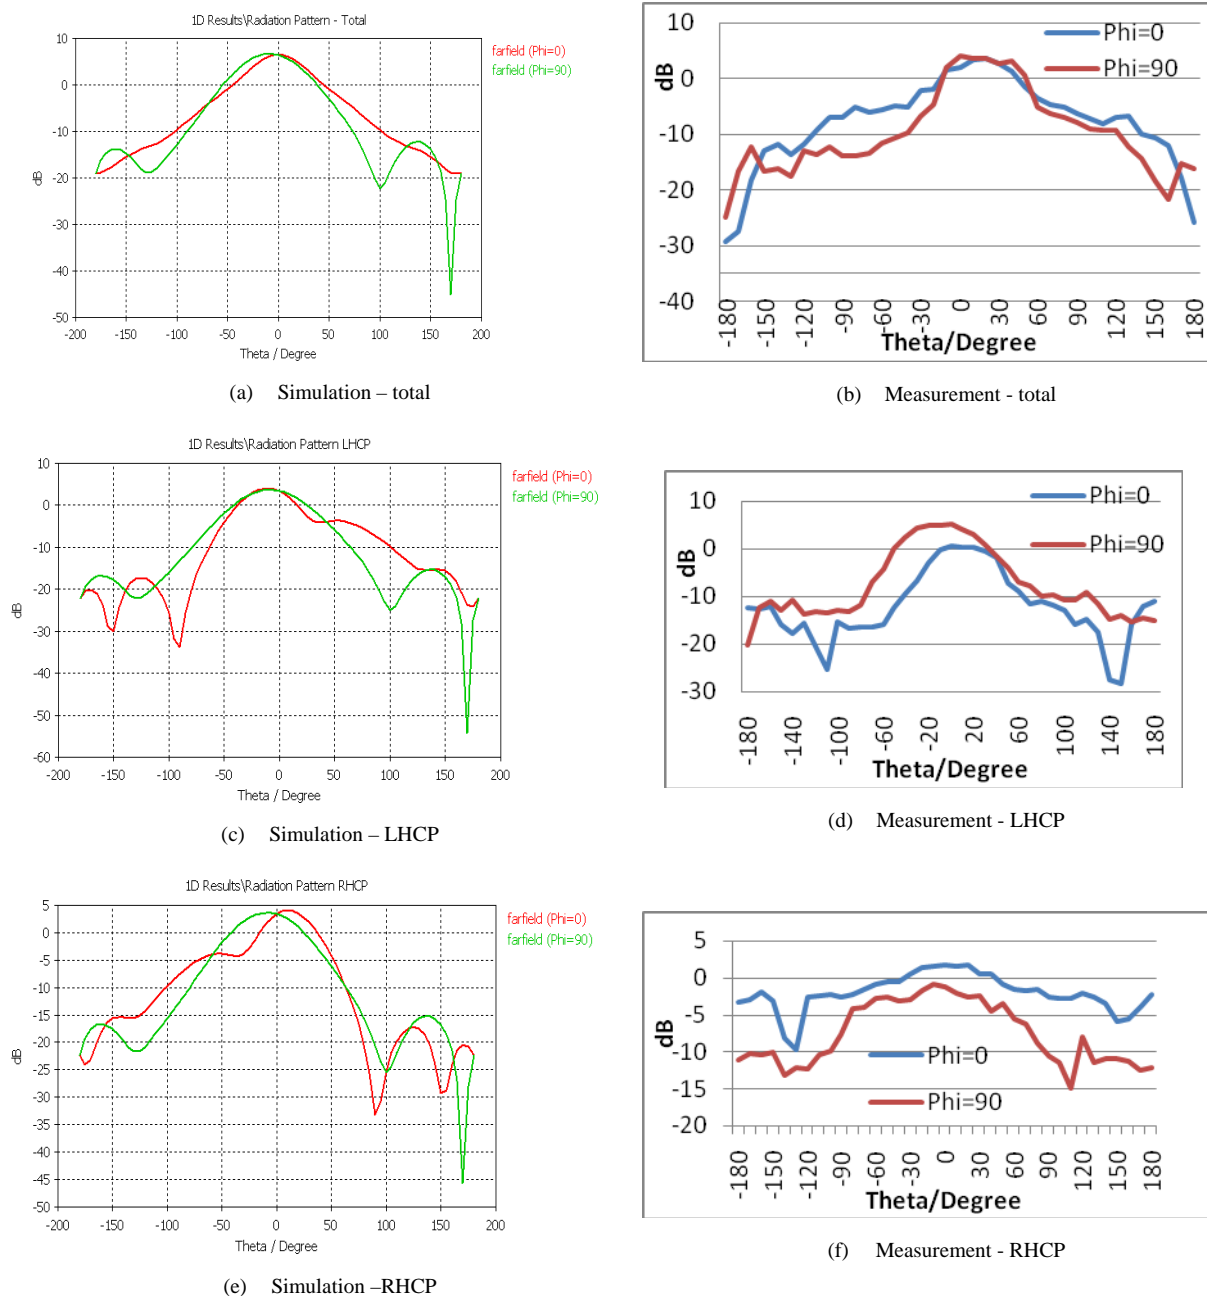 1D Results\Radiation Pattern - Total
farfield (Phi=0)
farfield (Phi=90)
10
0
-10
-20
-30
-40
-50
dB
-200 -150 -100 -50 0 50 100 150 200
Theta / Degree
(a) Simulation – total
10
0
-10
-20
-30
-40
dB
Phi=0
Phi=90
-180 -150 -120 -90 -60 -30 0 30 60 90 120 150 180
Theta/Degree
(b) Measurement - total
1D Results\Radiation Pattern LHCP
farfield (Phi=0)
farfield (Phi=90)
10
0
-10
-20
-30
-40
-50
-60
dB
-200 -150 -100 -50 0 50 100 150 200
Theta / Degree
(c) Simulation – LHCP
10
0
-10
-20
-30
dB
Phi=0
Phi=90
-180 -140 -100 -60 -20 20 60 100 140 180
Theta/Degree
(d) Measurement - LHCP
1D Results\Radiation Pattern RHCP
farfield (Phi=0)
farfield (Phi=90)
5
0
-5
-10
-15
-20
-25
-30
-35
-40
-45
-50
dB
-200 -150 -100 -50 0 50 100 150 200
Theta / Degree
(e) Simulation –RHCP
5
0
-5
-10
-15
-20
dB
Phi=0
Phi=90
-180 -150 -120 -90 -60 -30 0 30 60 90 120 150 180
Theta/Degree
(f) Measurement - RHCP